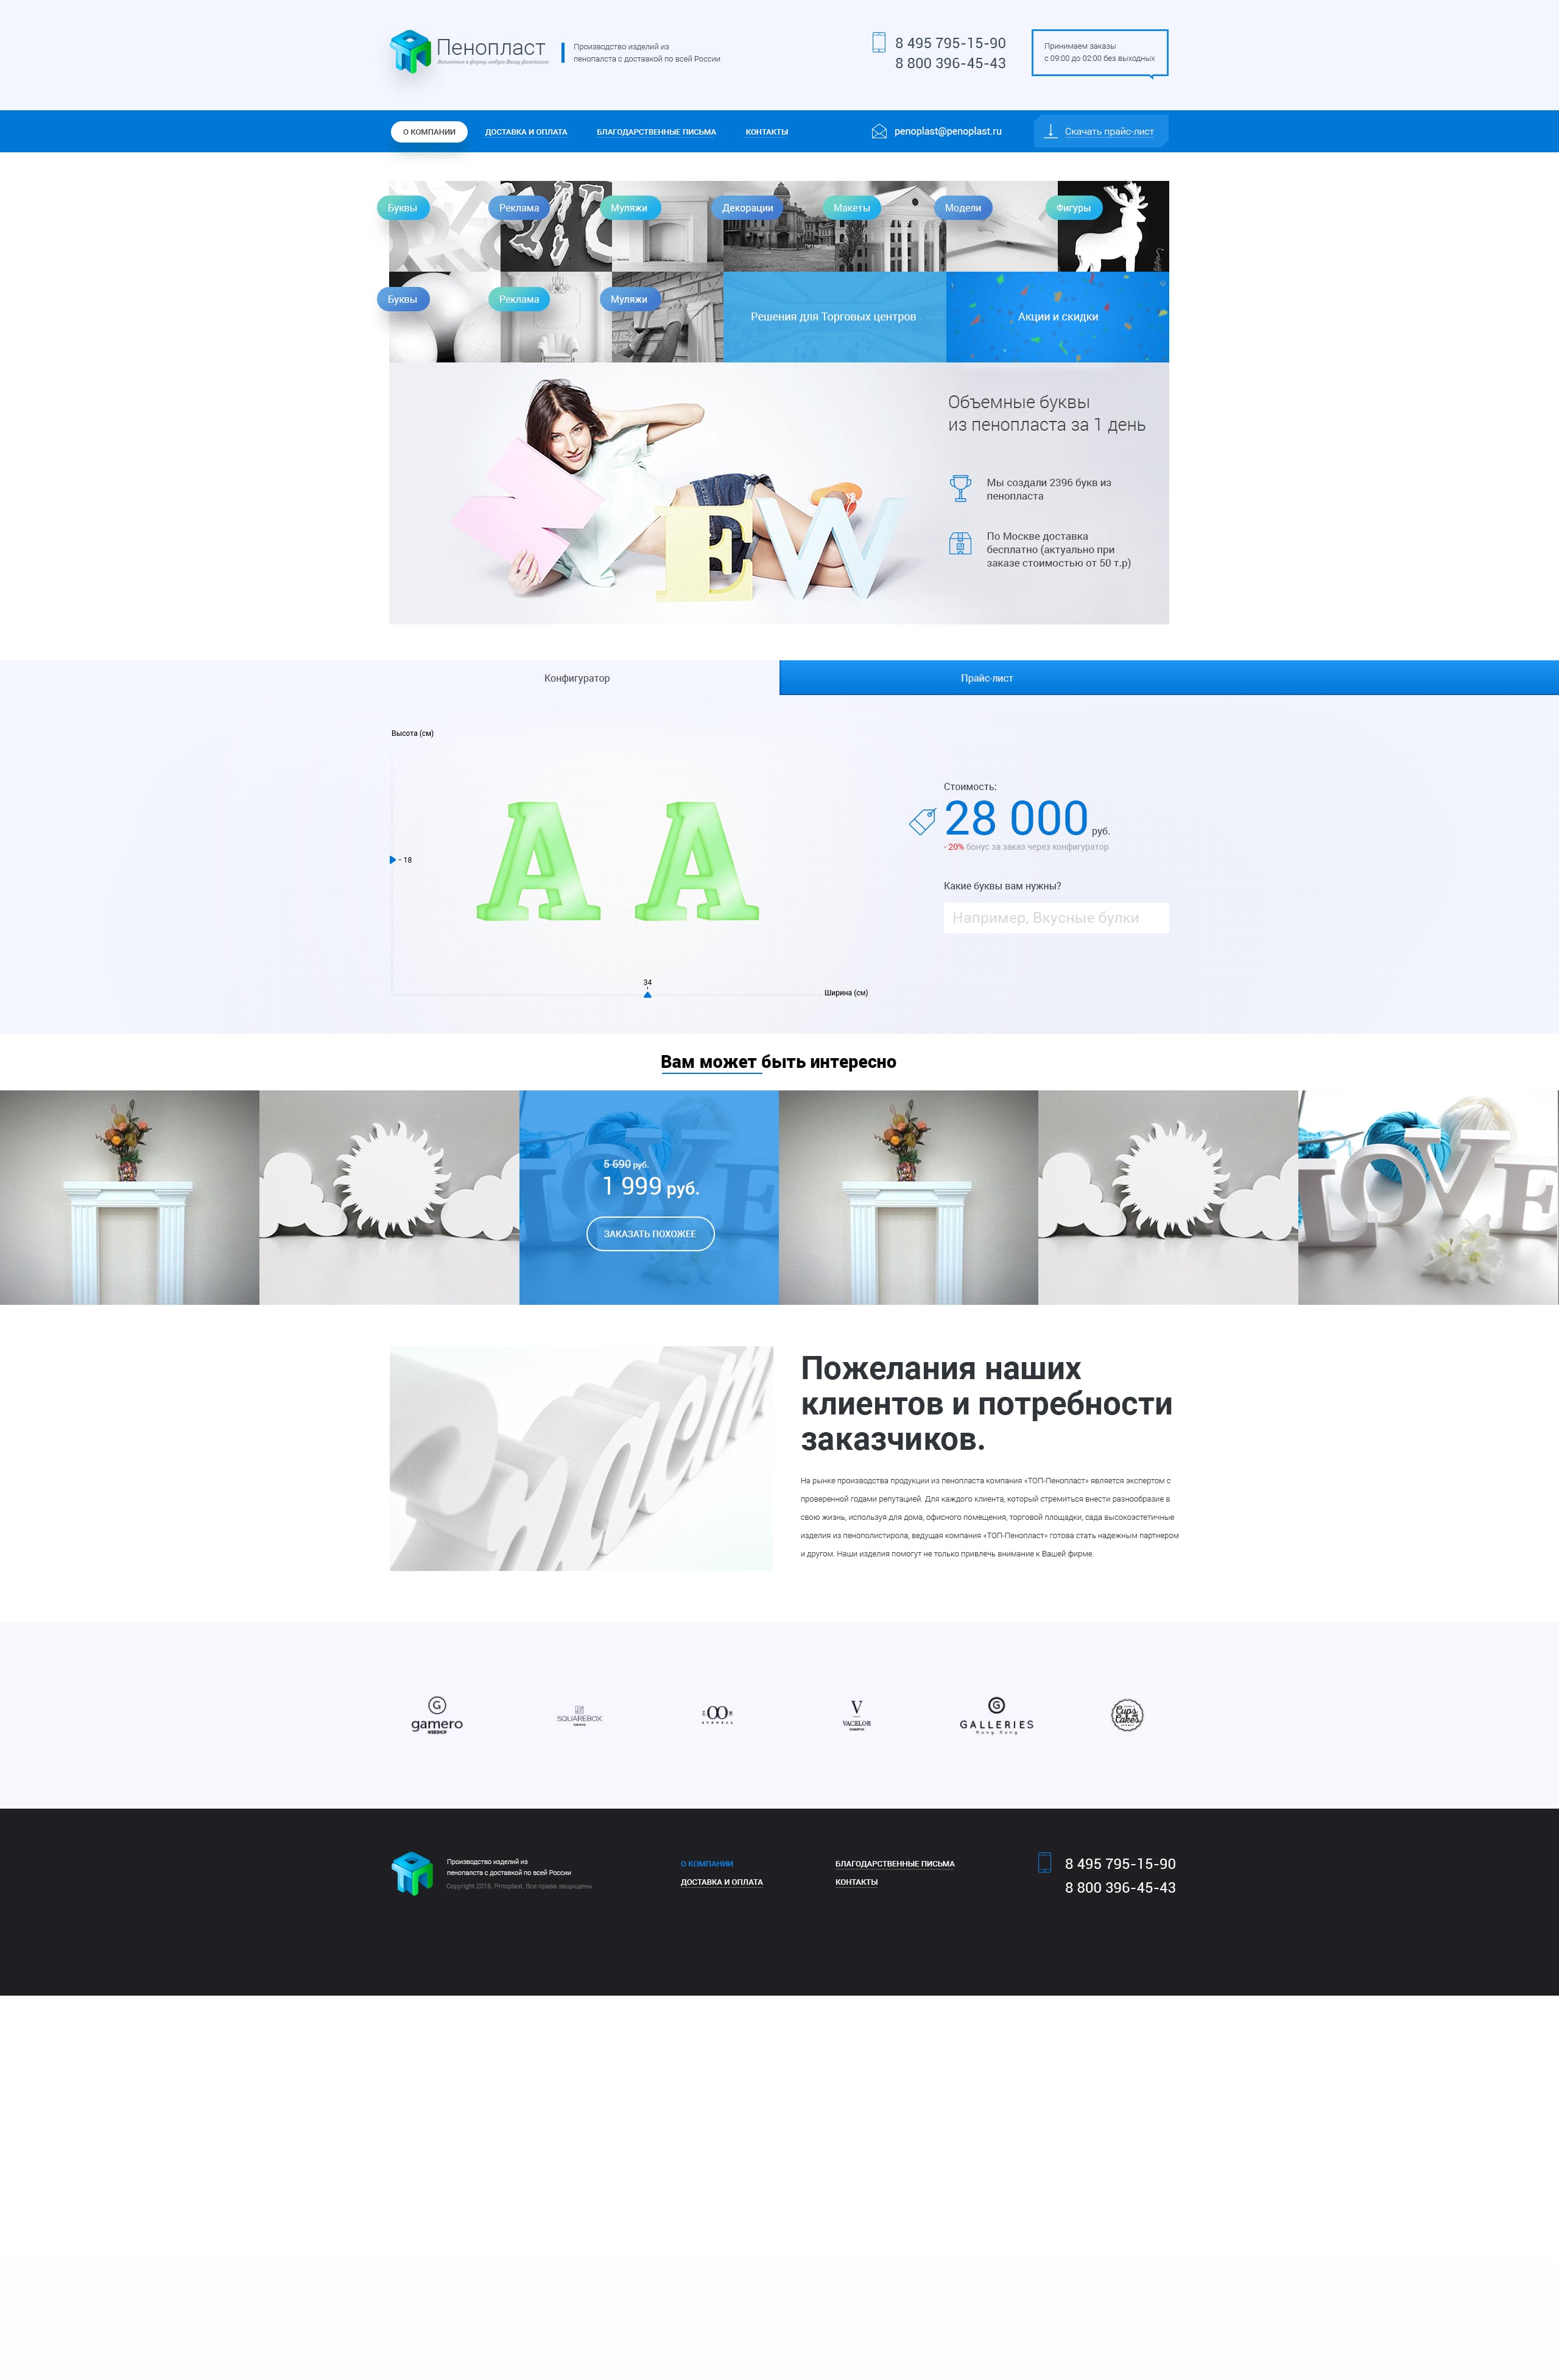 Пенопласт
Воплотим в форму любую Вашу фантазию
Производство изделий из
пенопалста с доставкой по всей России
8 495 795-15-90
8 800 396-45-43
Принимаем заказы
с 09:00 до 02:00 без выходных
О КОМПАНИИ
ДОСТАВКА И ОПЛАТА
БЛАГОДАРСТВЕННЫЕ ПИСЬМА
КОНТАКТЫ
penoplast@penoplast.ru
Скачать прайс-лист
Буквы
Реклама
Муляжи
Декорации
Макеты
Модели
Фигуры
Буквы
Реклама
Муляжи
Решения для Торговых центров
Акции и скидки
Объемные буквы
из пенопласта за 1 день
Мы создали 2396 букв из
пенопласта
По Москве доставка
бесплатно (актуально при
заказе стоимостью от 50 т.р)
EW
Конфигуратор
Прайс-лист
Высота (см)
- 18
A A
34
Ширина (см)
Стоимость:
28 000 руб.
- 20% бонус за заказ через конфигуратор
Какие буквы вам нужны?
Например, Вкусные булки
Вам может быть интересно
5 690 руб.
1 999 руб.
ЗАКАЗАТЬ ПОХОЖЕЕ
LOVE
LOVE
Пожелания наших
клиентов и потребности
заказчиков.
На рынке производства продукции из пенопласта компания «ТОП-Пенопласт» является экспертом с
проверенной годами репутацией. Для каждого клиента, который стремиться внести разнообразие в
свою жизнь, используя для дома, офисного помещения, торговой площадки, сада высокоэстетичные
изделия из пенополистирола, ведущая компания «ТОП-Пенопласт» готова стать надежным партнером
и другом. Наши изделия помогут не только привлечь внимание к Вашей фирме.
G
gamero
WEBSHOP
SQUAREBOX
OO
V
VACELOR
G
GALLERIES
Hong Kong
Cups
Cakes
Производство изделий из
пенопалста с доставкой по всей России
Copyright 2016. Prnoplast. Все права защищены
О КОМПАНИИ
ДОСТАВКА И ОПЛАТА
БЛАГОДАРСТВЕННЫЕ ПИСЬМА
КОНТАКТЫ
8 495 795-15-90
8 800 396-45-43